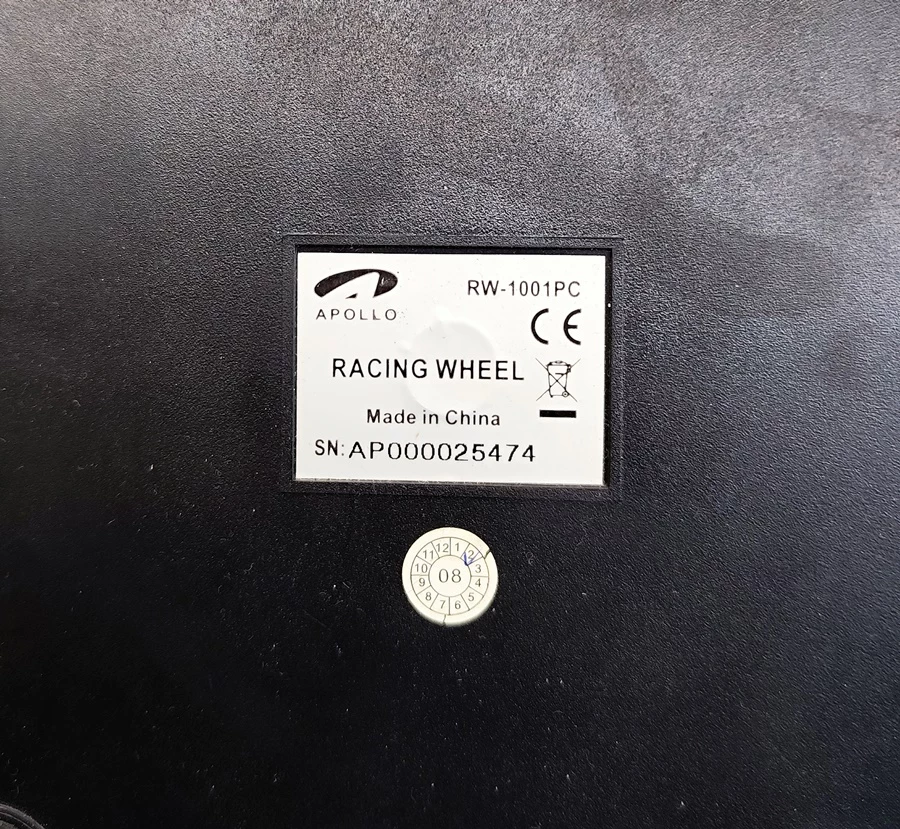 APOLLO
RW-1001PC
CE
RACING WHEEL
Made in China
SN: AP000025474
12 1 2 3 4 5 6 7 8 9 10 11
08